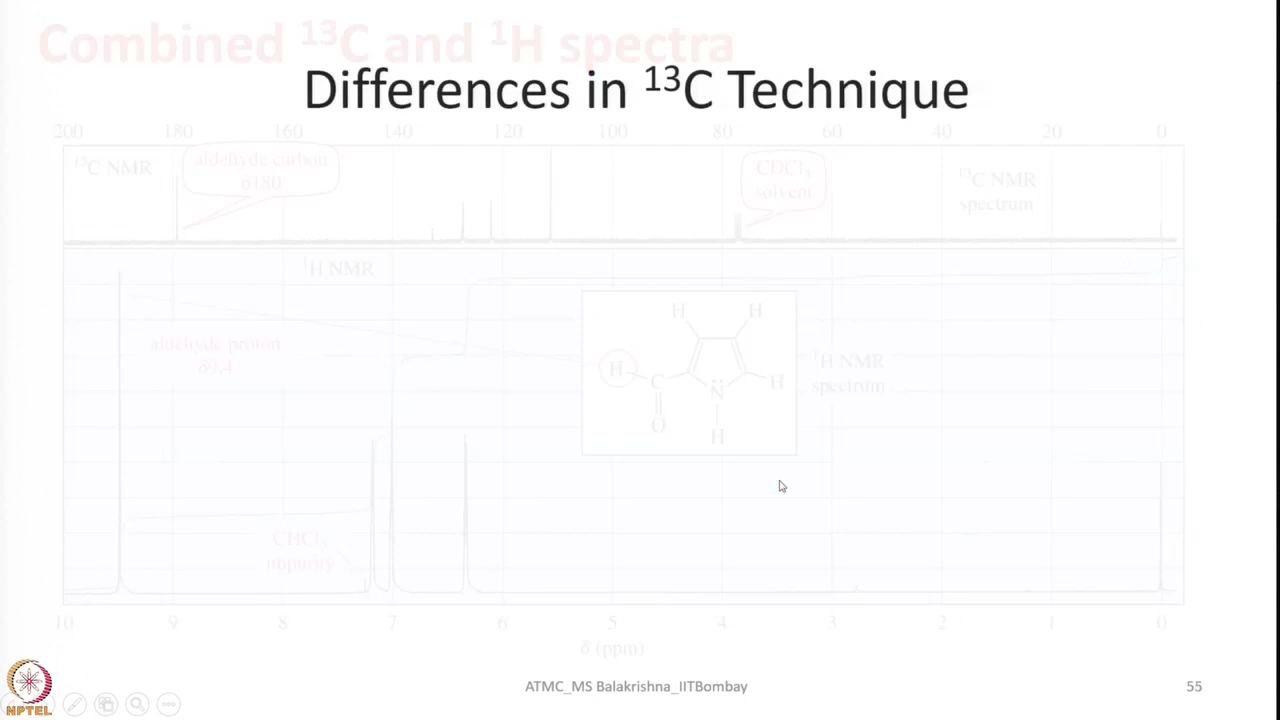 Combined ¹³C and ¹H spectra
Differences in ¹³C Technique
200 180 160 140 120 100 80 60 40 20 0
¹³C NMR
aldehyde carbon
δ180
CDCl₃
solvent
¹³C NMR
spectrum
¹H NMR
H H
aldehyde proton
δ9.4
H C N H
O H
¹H NMR
spectrum
CHCl₃
impurity
10 9 8 7 6 5 4 3 2 1 0
δ (ppm)
ATMC_MS Balakrishna_IITBombay
55
NPTEL